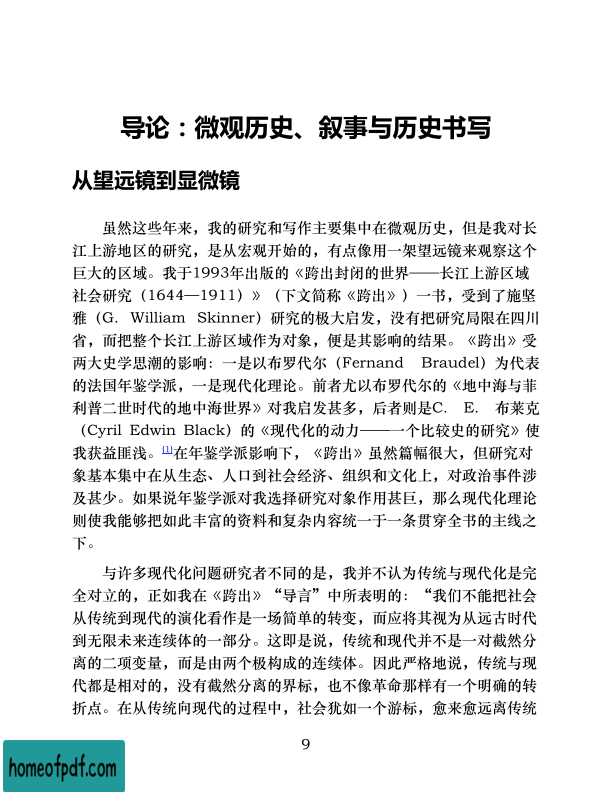 导论：微观历史、叙事与历史书写
从望远镜到显微镜
虽然这些年来，我的研究和写作主要集中在微观历史，但是我对长
江上游地区的研究，是从宏观开始的，有点像用一架望远镜来观察这个
巨大的区域。我于1993年出版的《跨出封闭的世界——长江上游区域
社会研究（1644—1911）》（下文简称《跨出》）一书，受到了施坚
雅（G. William Skinner）研究的极大启发，没有把研究局限在四川
省，而把整个长江上游区域作为对象，便是其影响的结果。《跨出》受
两大史学思潮的影响：一是以布罗代尔（Fernand Braudel）为代表
的法国年鉴学派，一是现代化理论。前者尤以布罗代尔的《地中海与菲
利普二世时代的地中海世界》对我启发甚多，后者则是C. E. 布莱克
（Cyril Edwin Black）的《现代化的动力——一个比较史的研究》使
我获益匪浅。[1]在年鉴学派影响下，《跨出》虽然篇幅很大，但研究对
象基本集中在从生态、人口到社会经济、组织和文化上，对政治事件涉
及甚少。如果说年鉴学派对我选择研究对象作用甚巨，那么现代化理论
则使我能够把如此丰富的资料和复杂内容统一于一条贯穿全书的主线之
下。
与许多现代化问题研究者不同的是，我并不认为传统与现代化是完
全对立的，正如我在《跨出》“导言”中所表明的：“我们不能把社会
从传统到现代的演化看作是一场简单的转变，而应将其视为从远古时代
到无限未来连续体的一部分。这即是说，传统和现代并不是一对截然分
离的二项变量，而是由两个极构成的连续体。因此严格地说，传统与现
代都是相对的，没有截然分离的界标，也不像革命那样有一个明确的转
折点。在从传统向现代的过程中，社会犹如一个游标，愈来愈远离传统
9
homeofpdf.com